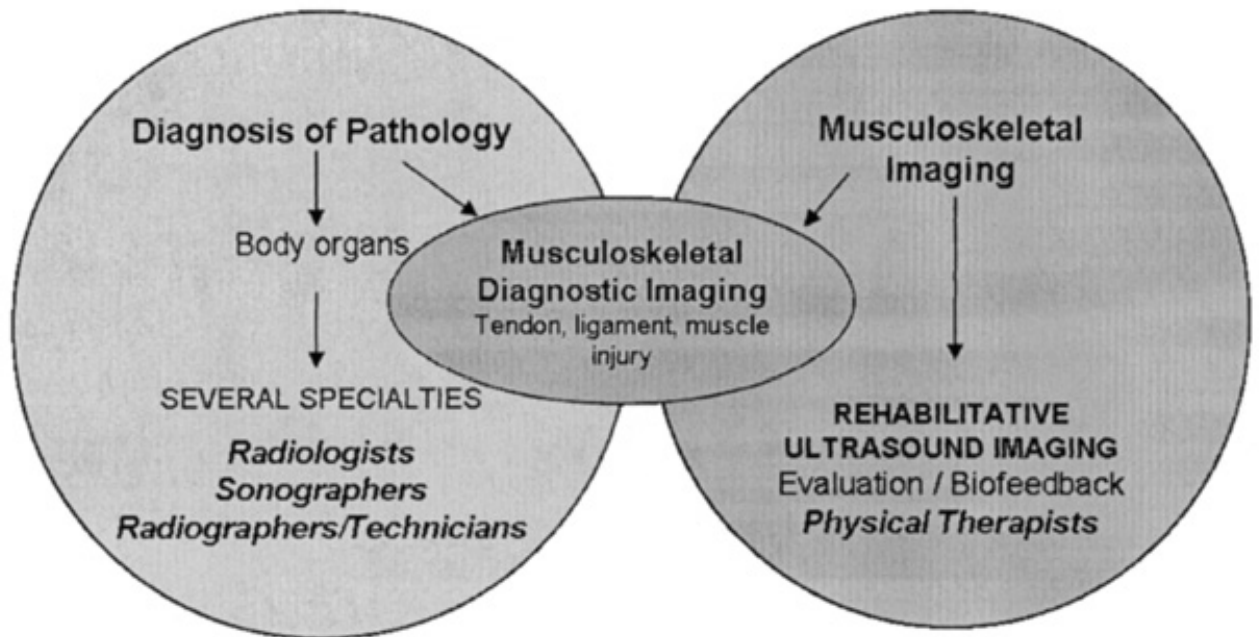 Diagnosis of Pathology
Body organs
SEVERAL SPECIALTIES
Radiologists
Sonographers
Radiographers/Technicians
Musculoskeletal
Diagnostic Imaging
Tendon, ligament, muscle
injury
Musculoskeletal
Imaging
REHABILITATIVE
ULTRASOUND IMAGING
Evaluation / Biofeedback
Physical Therapists